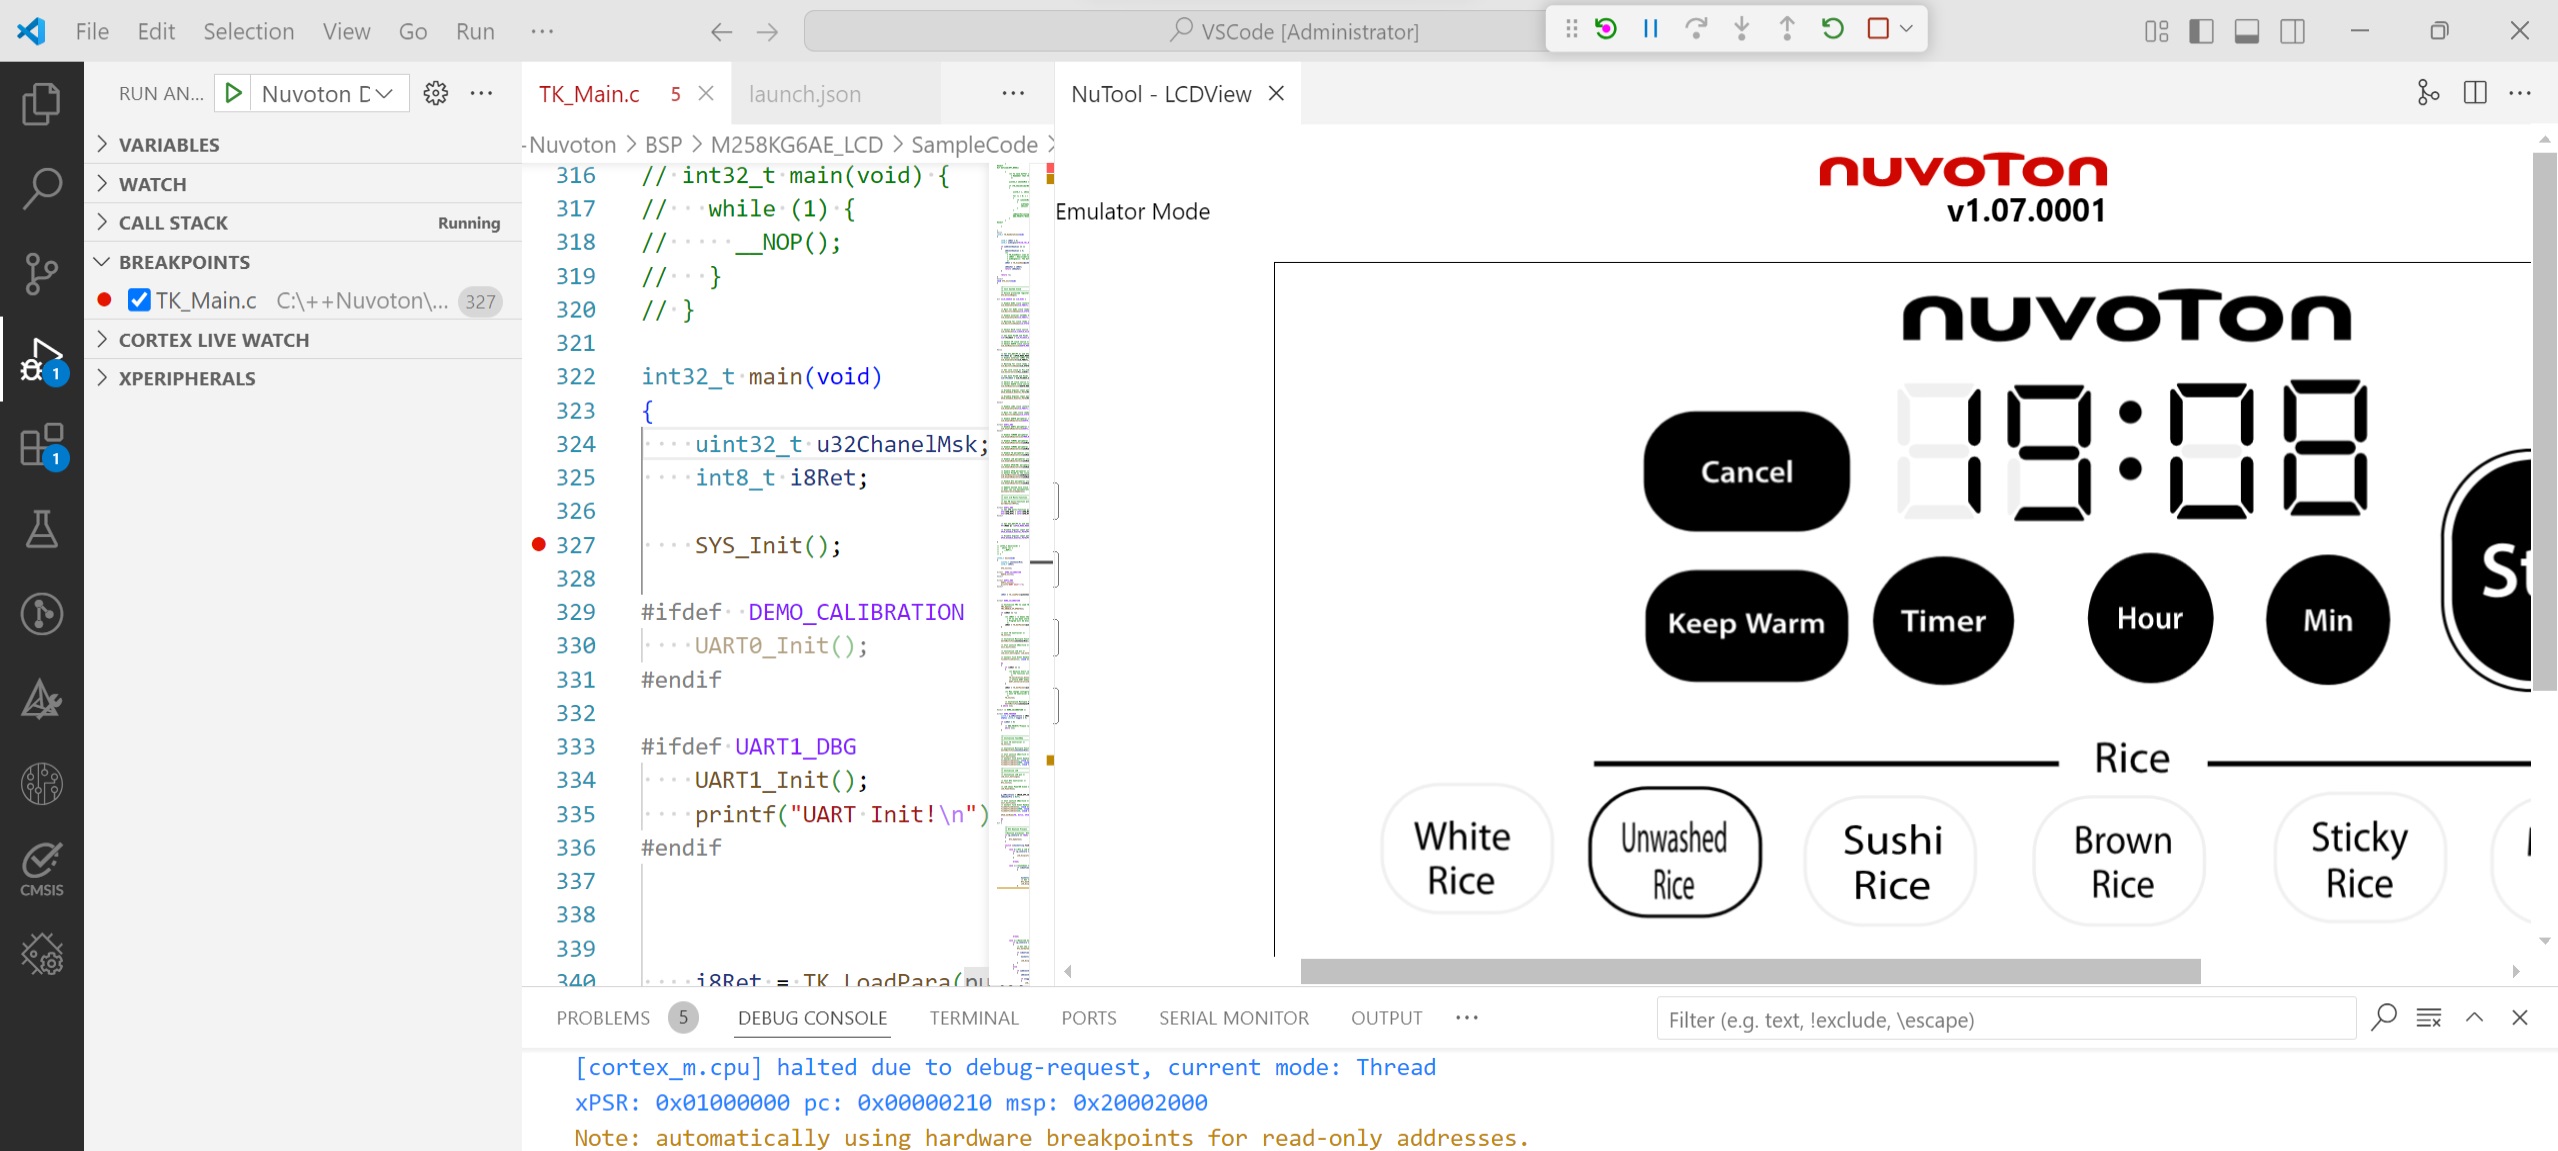 File Edit Selection View Go Run ···
VSCode [Administrator]
RUN AN...
Nuvoton D
VARIABLES
WATCH
CALL STACK Running
BREAKPOINTS
TK_Main.c C:\++Nuvoton\... 327
CORTEX LIVE WATCH
XPERIPHERALS
1
1
CMSIS
TK_Main.c 5
launch.json
-Nuvoton > BSP > M258KG6AE_LCD > SampleCode >
316 // int32_t main(void) {
317 //   while (1) {
318 //     __NOP();
319 //   }
320 // }
321
322 int32_t main(void)
323 {
324     uint32_t u32ChanelMsk;
325     int8_t i8Ret;
326
327     SYS_Init();
328
329 #ifdef  DEMO_CALIBRATION
330     UART0_Init();
331 #endif
332
333 #ifdef UART1_DBG
334     UART1_Init();
335     printf("UART Init!\n")
336 #endif
337
338
339
340     i8Ret = TK_LoadPara(
NuTool - LCDView
nuvoTon
v1.07.0001
Emulator Mode
nuvoTon
19:08
Cancel
Keep Warm
Timer
Hour
Min
St
Rice
White
Rice
Unwashed
Rice
Sushi
Rice
Brown
Rice
Sticky
Rice
PROBLEMS 5 DEBUG CONSOLE TERMINAL PORTS SERIAL MONITOR OUTPUT ···
Filter (e.g. text, !exclude, \escape)
[cortex_m.cpu] halted due to debug-request, current mode: Thread
xPSR: 0x01000000 pc: 0x00000210 msp: 0x20002000
Note: automatically using hardware breakpoints for read-only addresses.